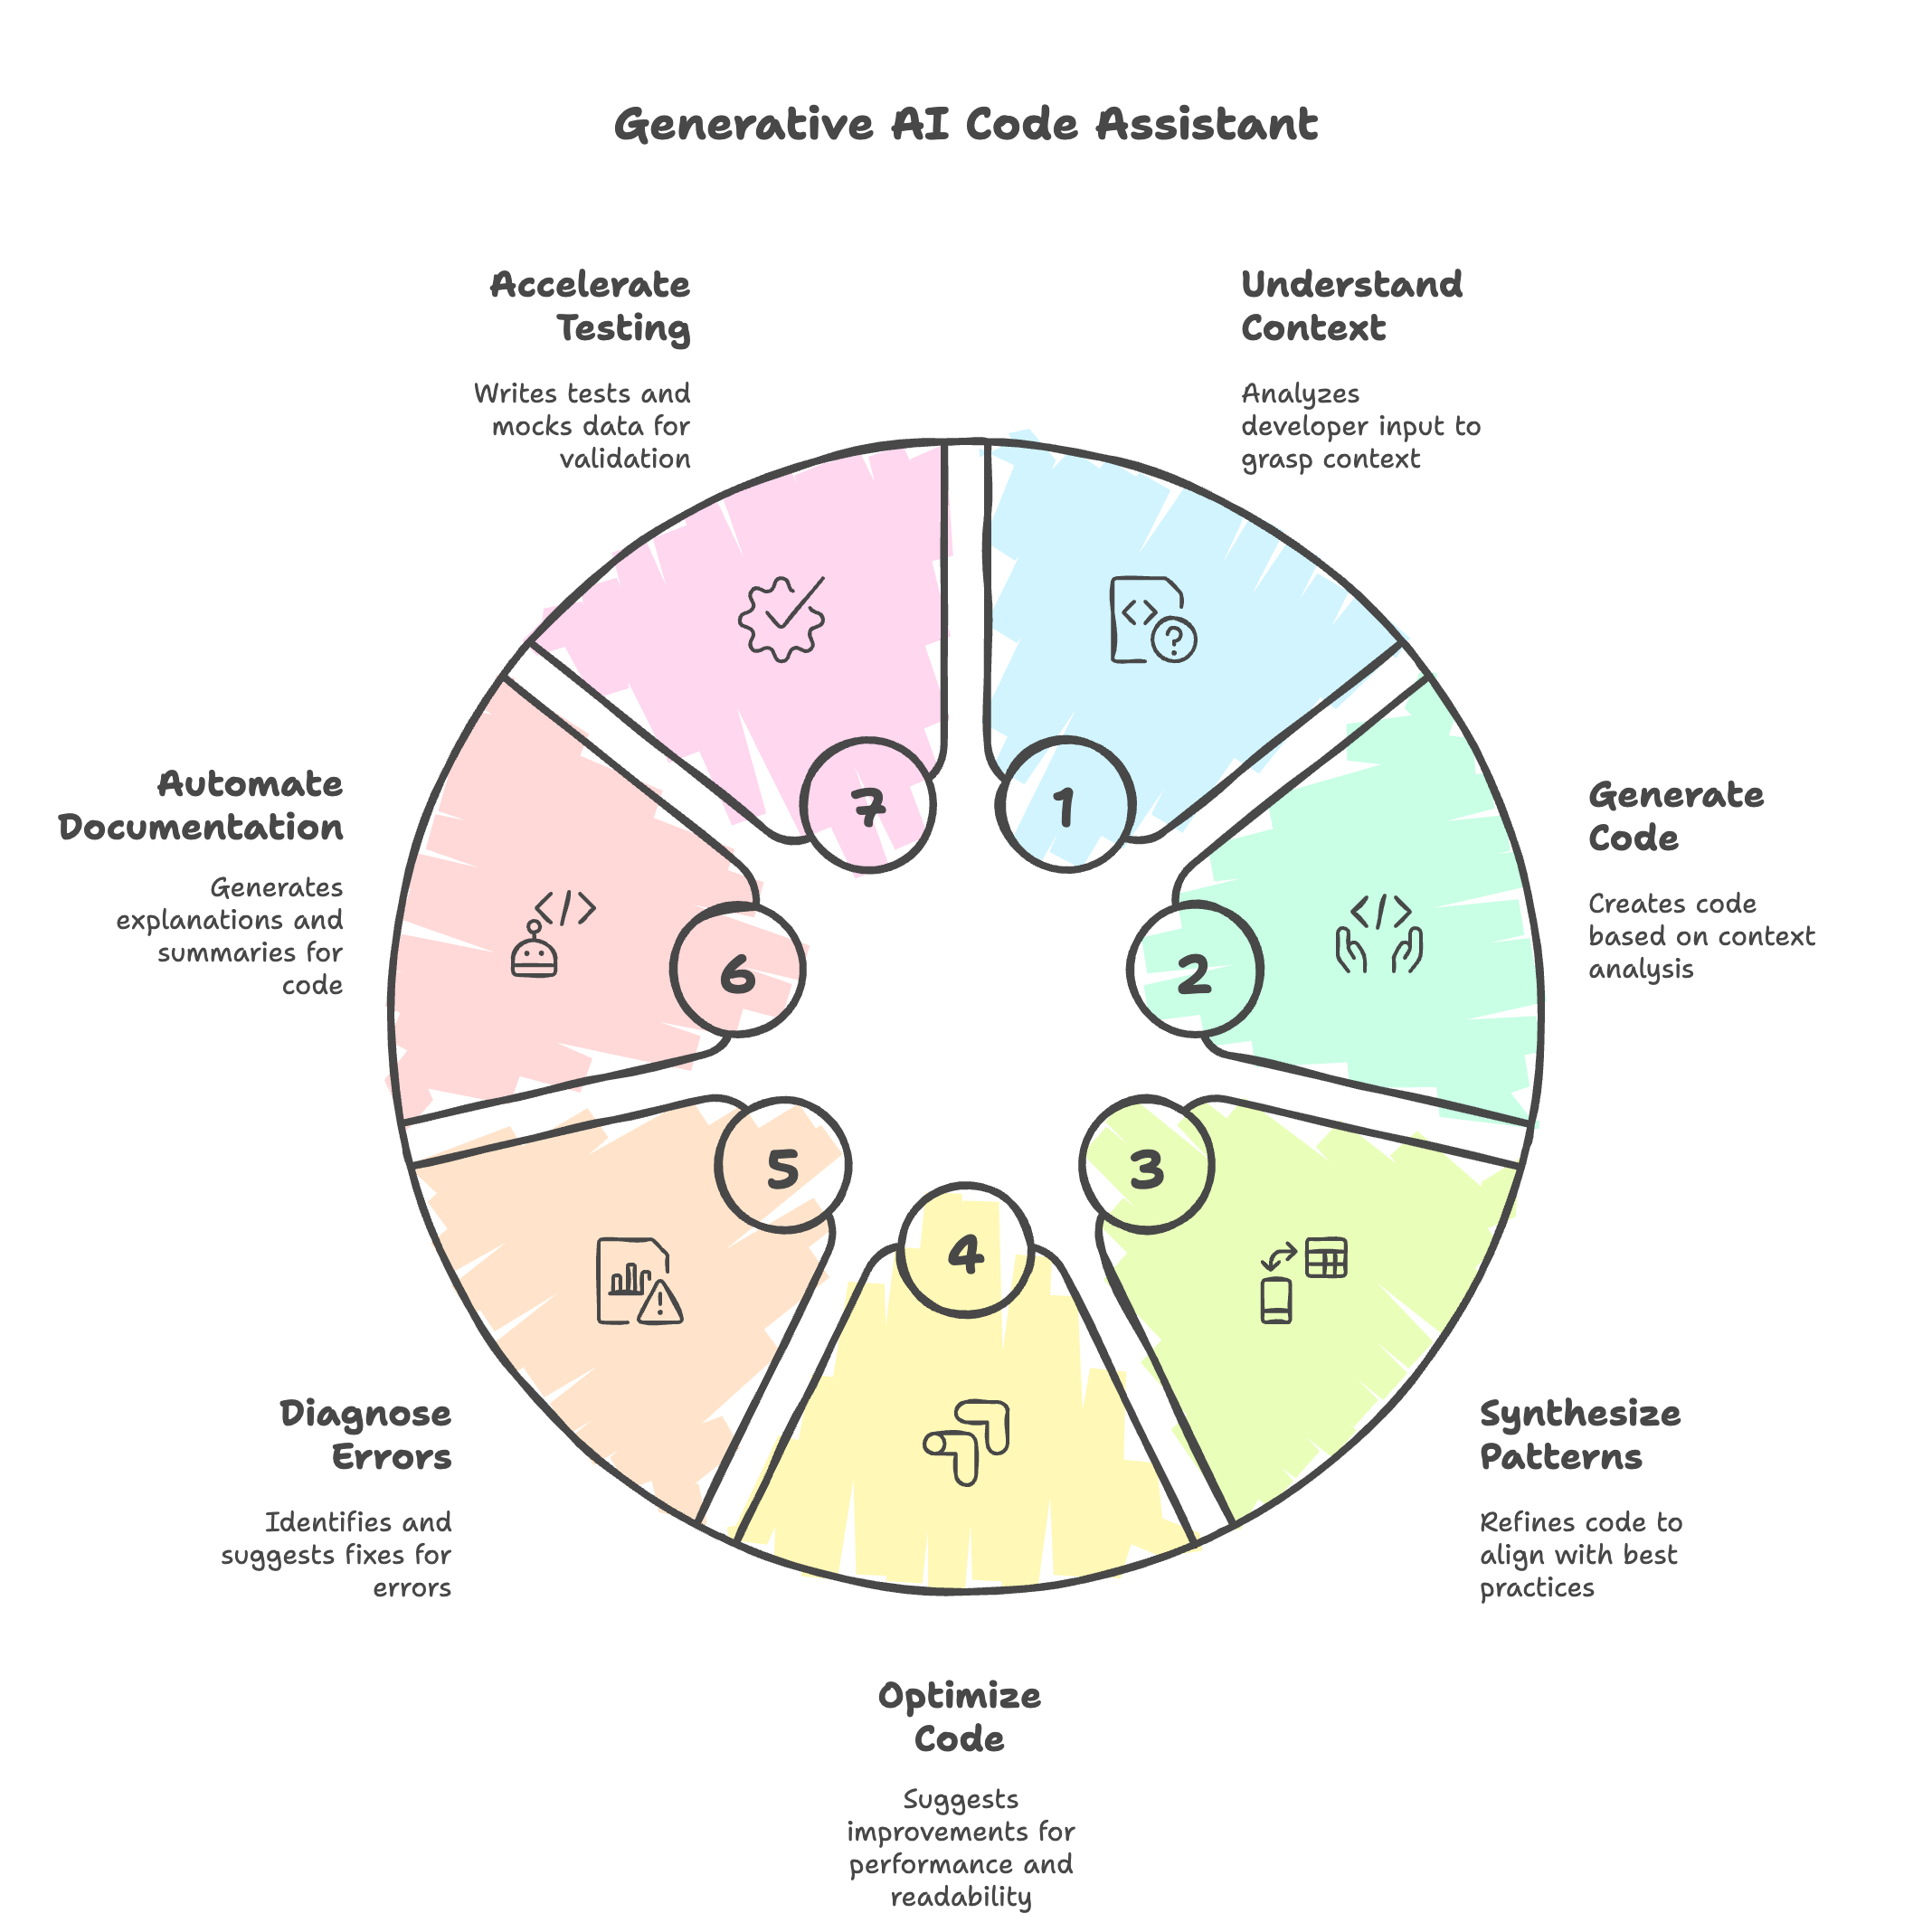 Generative AI Code Assistant
Understand
Context
Analyzes
developer input to
grasp context
1
Generate
Code
Creates code
based on context
analysis
2
Synthesize
Patterns
Refines code to
align with best
practices
3
Optimize
Code
Suggests
improvements for
performance and
readability
4
Diagnose
Errors
Identifies and
suggests fixes for
errors
5
Automate
Documentation
Generates
explanations and
summaries for
code
6
Accelerate
Testing
Writes tests and
mocks data for
validation
7